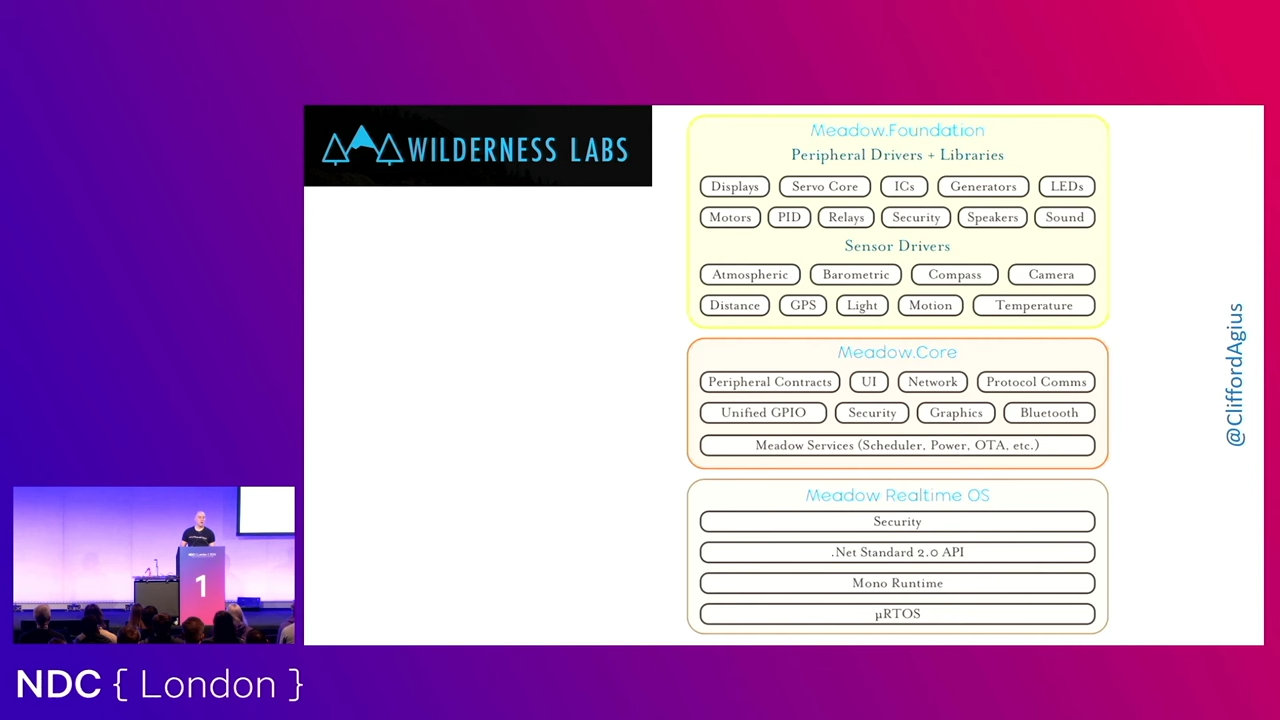 WILDERNESS LABS
Meadow.Foundation
Peripheral Drivers + Libraries
Displays Servo Core ICs Generators LEDs
Motors PID Relays Security Speakers Sound
Sensor Drivers
Atmospheric Barometric Compass Camera
Distance GPS Light Motion Temperature
Meadow.Core
Peripheral Contracts UI Network Protocol Comms
Unified GPIO Security Graphics Bluetooth
Meadow Services (Scheduler, Power, OTA, etc.)
Meadow Realtime OS
Security
.Net Standard 2.0 API
Mono Runtime
µRTOS
@CliffordAgius
1
NDC { London }